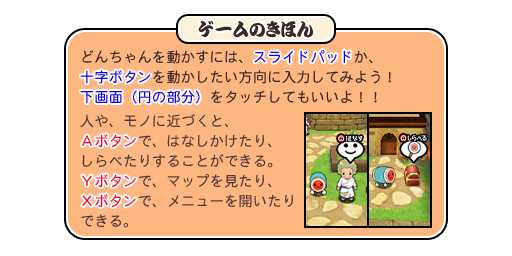 ゲームのきほん
どんちゃんを動かすには、スライドパッドか、
十字ボタンを動かしたい方向に入力してみよう！
下画面（円の部分）をタッチしてもいいよ！！
人や、モノに近づくと、
Ａボタンで、はなしかけたり、
しらべたりすることができる。
Ｙボタンで、マップを見たり、
Ｘボタンで、メニューを開いたり
できる。
Ａはなす
Ａしらべる